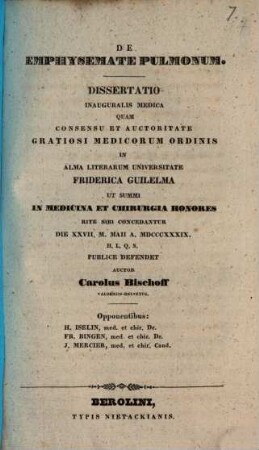 7.
DE
EMPHYSEMATE PULMONUM.
DISSERTATIO
INAUGURALIS MEDICA
QUAM
CONSENSU ET AUCTORITATE
GRATIOSI MEDICORUM ORDINIS
IN
ALMA LITERARUM UNIVERSITATE
FRIDERICA GUILELMA
UT SUMMI
IN MEDICINA ET CHIRURGIA HONORES
RITE SIBI CONCEDANTUR
DIE XXVII. M. MAII A. MDCCCXXXIX.
H. L. Q. S.
PUBLICE DEFENDET
AUCTOR
Carolus Bischoff
Opponentibus:
H. ISELIN, med. et chir. Dr.
FR. BINGEN, med. et chir. Dr.
J. MERCIER, med. et chir. Cand.
BEROLINI,
TYPIS NIETACKIANIS.